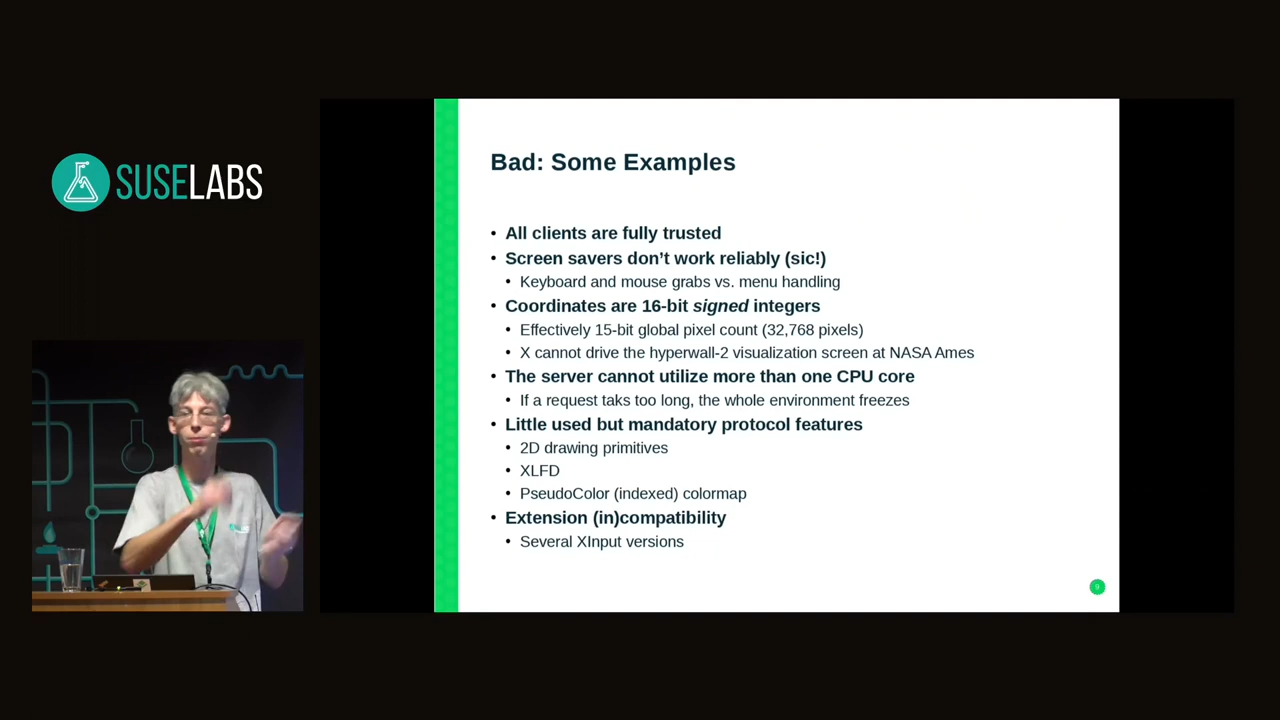 SUSELABS
Bad: Some Examples
• All clients are fully trusted
• Screen savers don’t work reliably (sic!)
• Keyboard and mouse grabs vs. menu handling
• Coordinates are 16-bit signed integers
• Effectively 15-bit global pixel count (32,768 pixels)
• X cannot drive the hyperwall-2 visualization screen at NASA Ames
• The server cannot utilize more than one CPU core
• If a request taks too long, the whole environment freezes
• Little used but mandatory protocol features
• 2D drawing primitives
• XLFD
• PseudoColor (indexed) colormap
• Extension (in)compatibility
• Several XInput versions
9